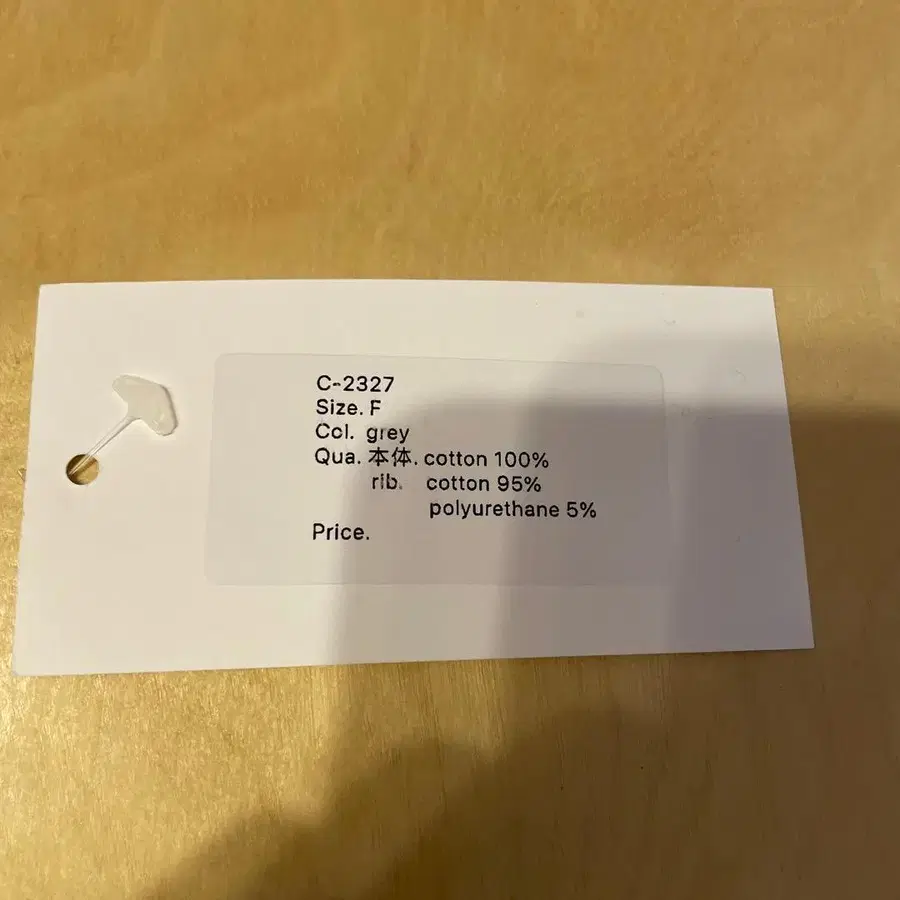 C-2327
Size. F
Col. grey
Qua. 本体. cotton 100%
rib. cotton 95%
polyurethane 5%
Price.